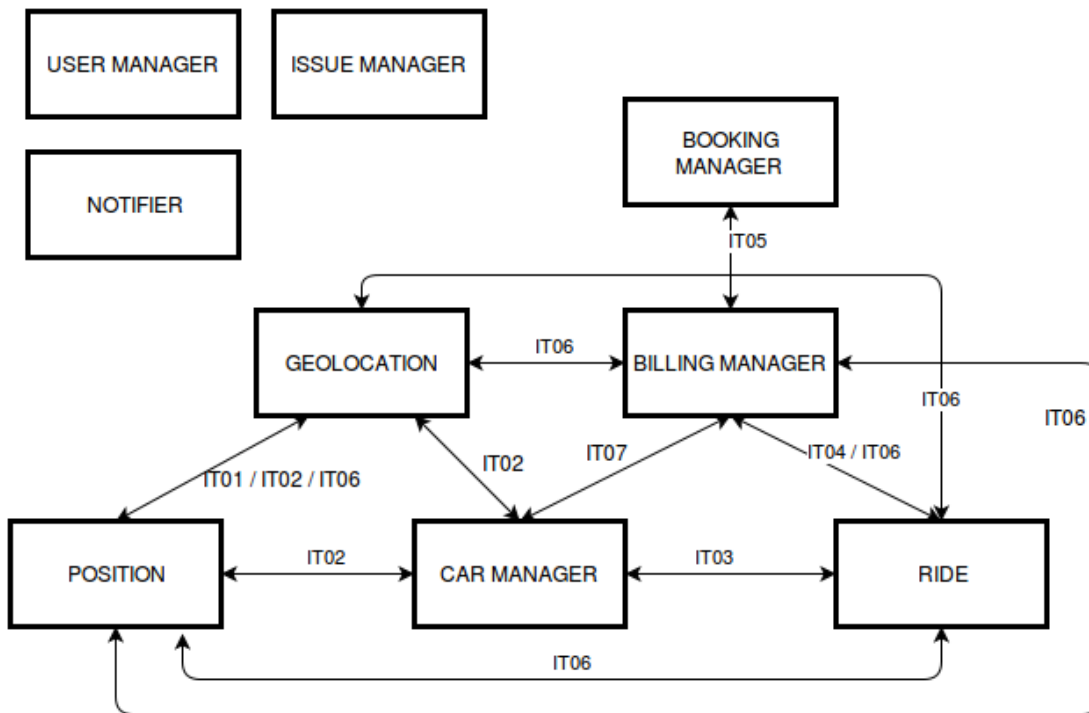 USER MANAGER
ISSUE MANAGER
BOOKING
MANAGER
NOTIFIER
IT05
GEOLOCATION
IT06
BILLING MANAGER
IT06
IT06
IT01 / IT02 / IT06
IT02
IT07
IT04 / IT06
POSITION
IT02
CAR MANAGER
IT03
RIDE
IT06